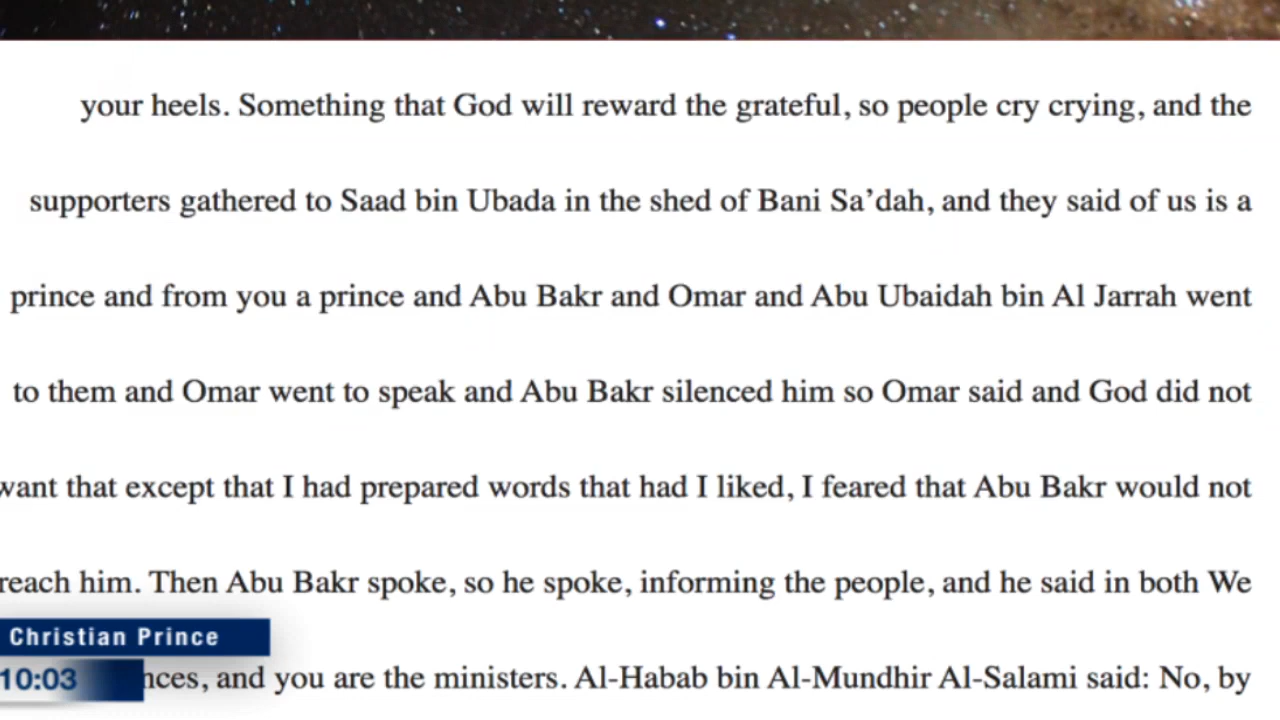 your heels. Something that God will reward the grateful, so people cry crying, and the
supporters gathered to Saad bin Ubada in the shed of Bani Sa’dah, and they said of us is a
prince and from you a prince and Abu Bakr and Omar and Abu Ubaidah bin Al Jarrah went
to them and Omar went to speak and Abu Bakr silenced him so Omar said and God did not
want that except that I had prepared words that had I liked, I feared that Abu Bakr would not
reach him. Then Abu Bakr spoke, so he spoke, informing the people, and he said in both We
nces, and you are the ministers. Al-Habab bin Al-Mundhir Al-Salami said: No, by
Christian Prince
10:03